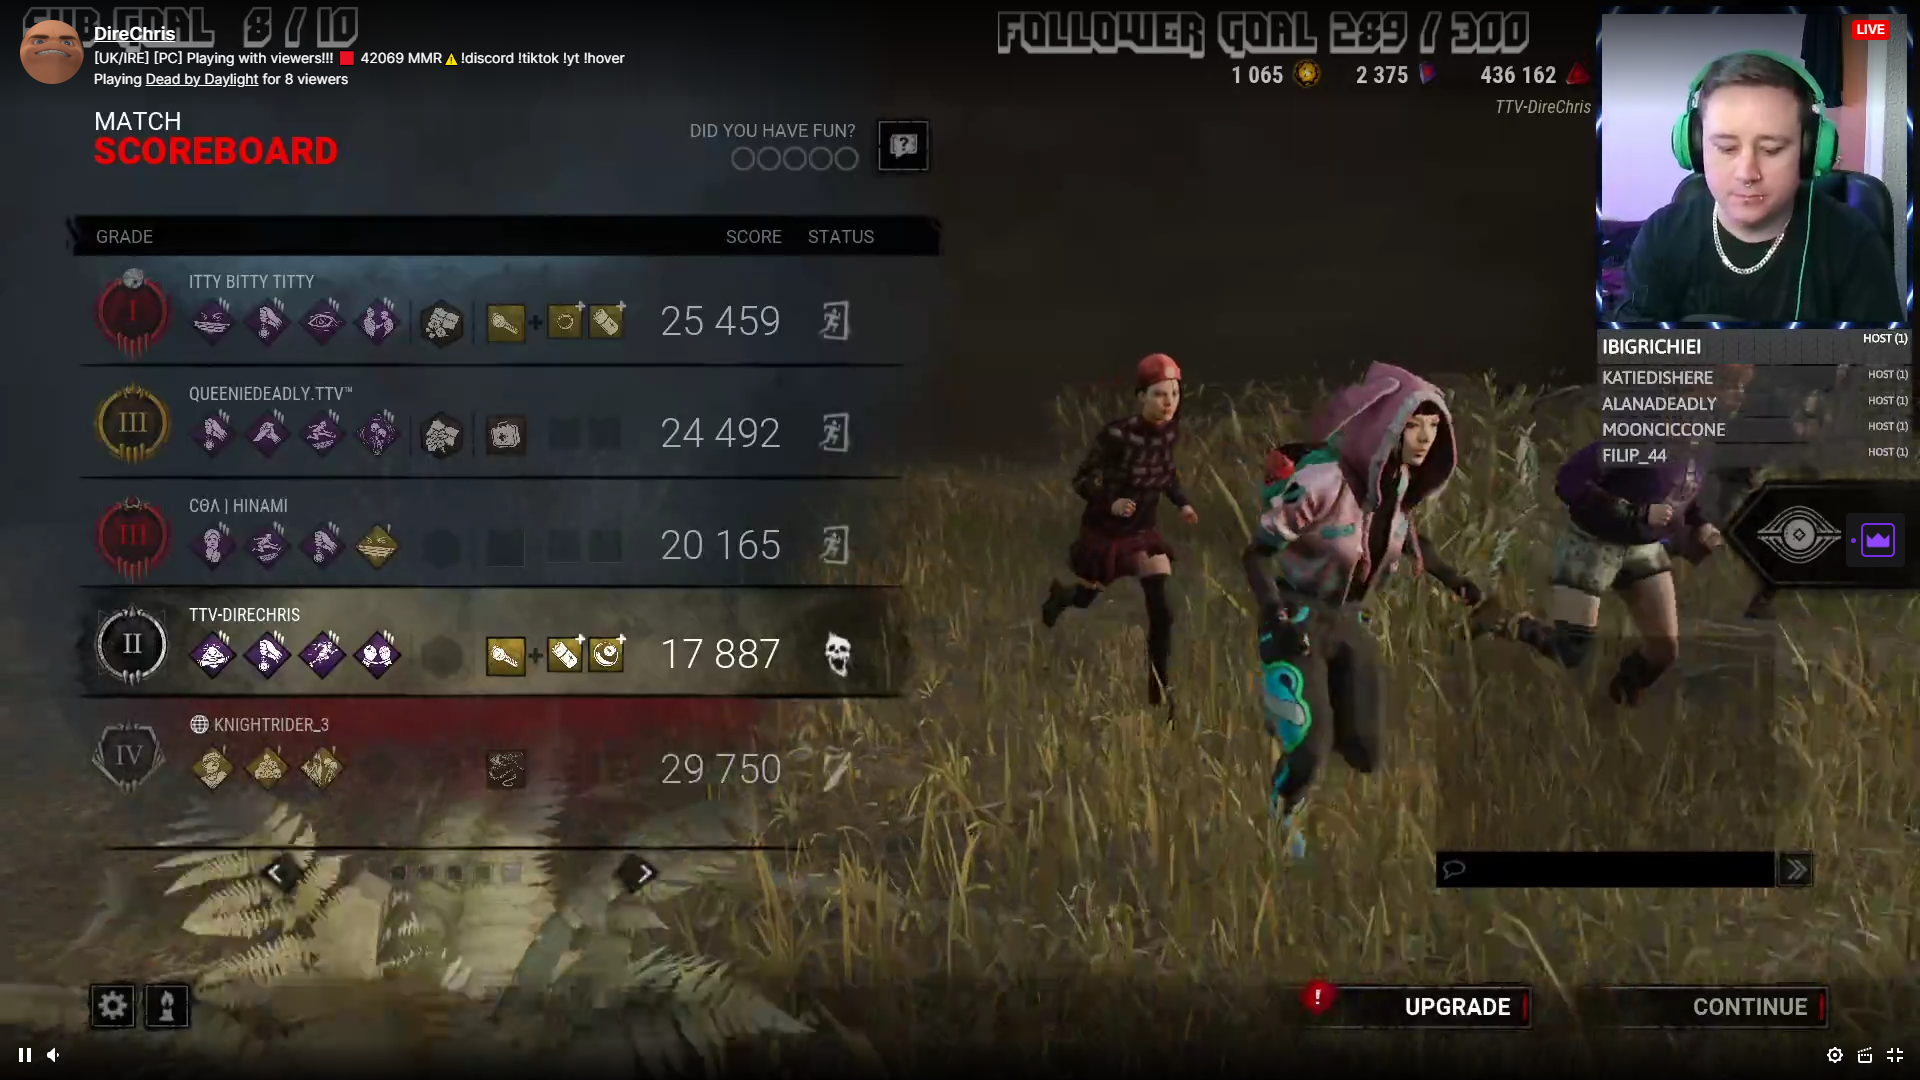 SUB GOAL 8 / 10
FOLLOWER GOAL 289 / 300
DireChris
[UK/IRE] [PC] Playing with viewers!!! 🟥 42069 MMR⚠️ !discord !tiktok !yt !hover
Playing Dead by Daylight for 8 viewers
1 065 2 375 436 162
TTV-DireChris
LIVE
MATCH
SCOREBOARD
DID YOU HAVE FUN?
?
GRADE SCORE STATUS
I ITTY BITTY TITTY
25 459
III QUEENIEDEADLY.TTV™
24 492
III CΘΛ | HINAMI
20 165
II TTV-DIRECHRIS
17 887
IV KNIGHTRIDER_3
29 750
IBIGRICHIEI HOST (1)
KATIEDISHERE HOST (1)
ALANADEADLY HOST (1)
MOONCICCONE HOST (1)
FILIP_44 HOST (1)
! UPGRADE
CONTINUE